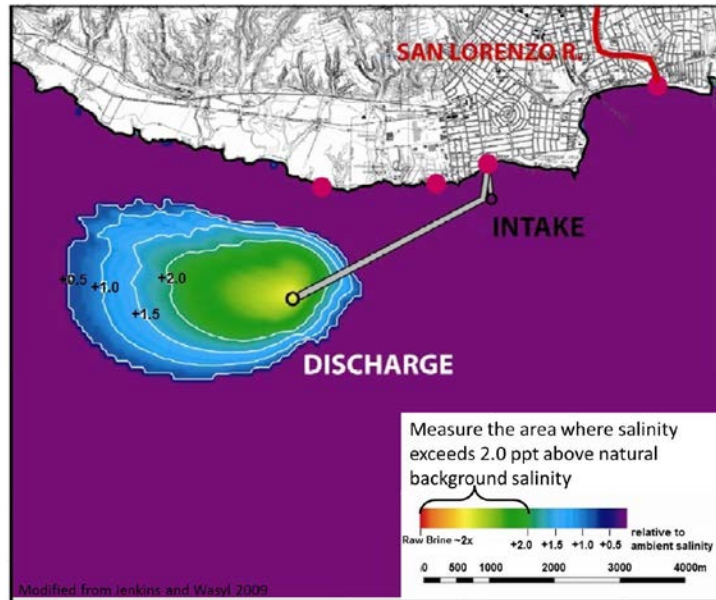 SAN LORENZO R.
INTAKE
+0.5
+1.0
+1.5
+2.0
DISCHARGE
Measure the area where salinity
exceeds 2.0 ppt above natural
background salinity
Raw Brine ~2x
+2.0
+1.5
+1.0
+0.5
relative to
ambient salinity
0 500 1000 2000 3000 4000m
Modified from Jenkins and Wasyl 2009